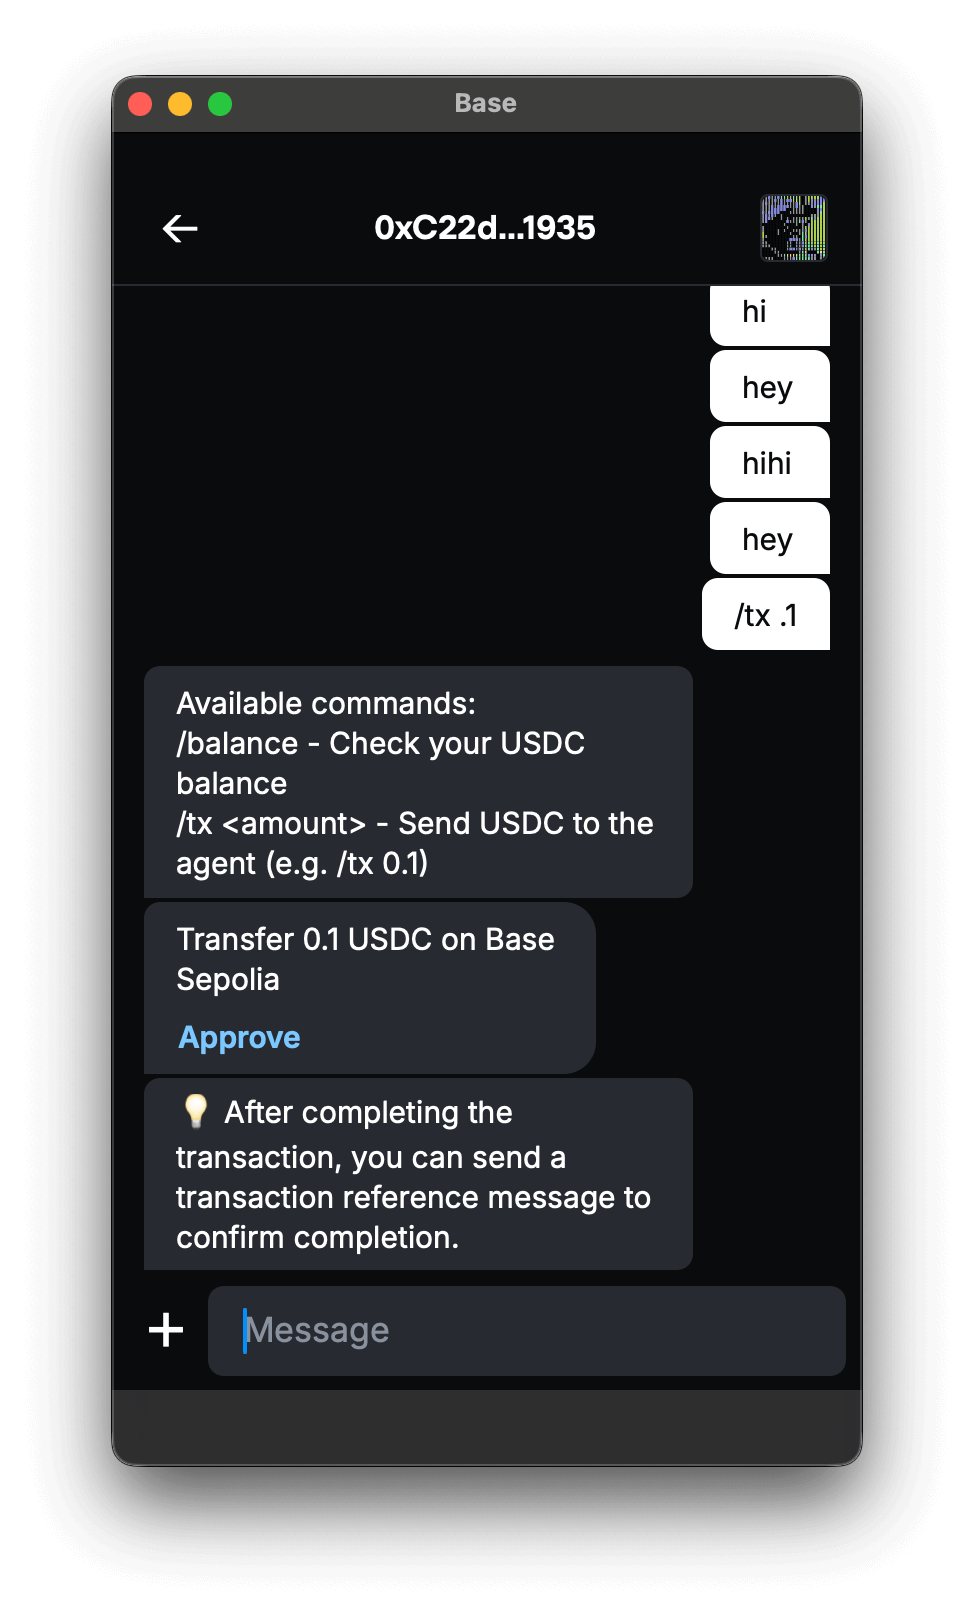 Base
0xC22d...1935
hi
hey
hihi
hey
/tx .1
Available commands:
/balance - Check your USDC
balance
/tx <amount> - Send USDC to the
agent (e.g. /tx 0.1)
Transfer 0.1 USDC on Base
Sepolia
Approve
💡 After completing the
transaction, you can send a
transaction reference message to
confirm completion.
Message